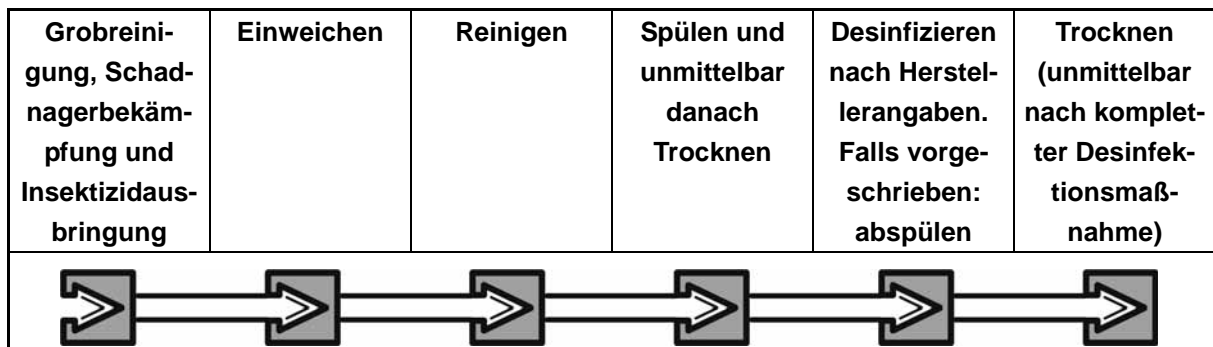 Grobreini-
gung, Schad-
nagerbekäm-
pfung und
Insektizidaus-
bringung
Einweichen
Reinigen
Spülen und
unmittelbar
danach
Trocknen
Desinfizieren
nach Herstel-
lerangaben.
Falls vorge-
schrieben:
abspülen
Trocknen
(unmittelbar
nach komplet-
ter Desinfek-
tionsmaß-
nahme)